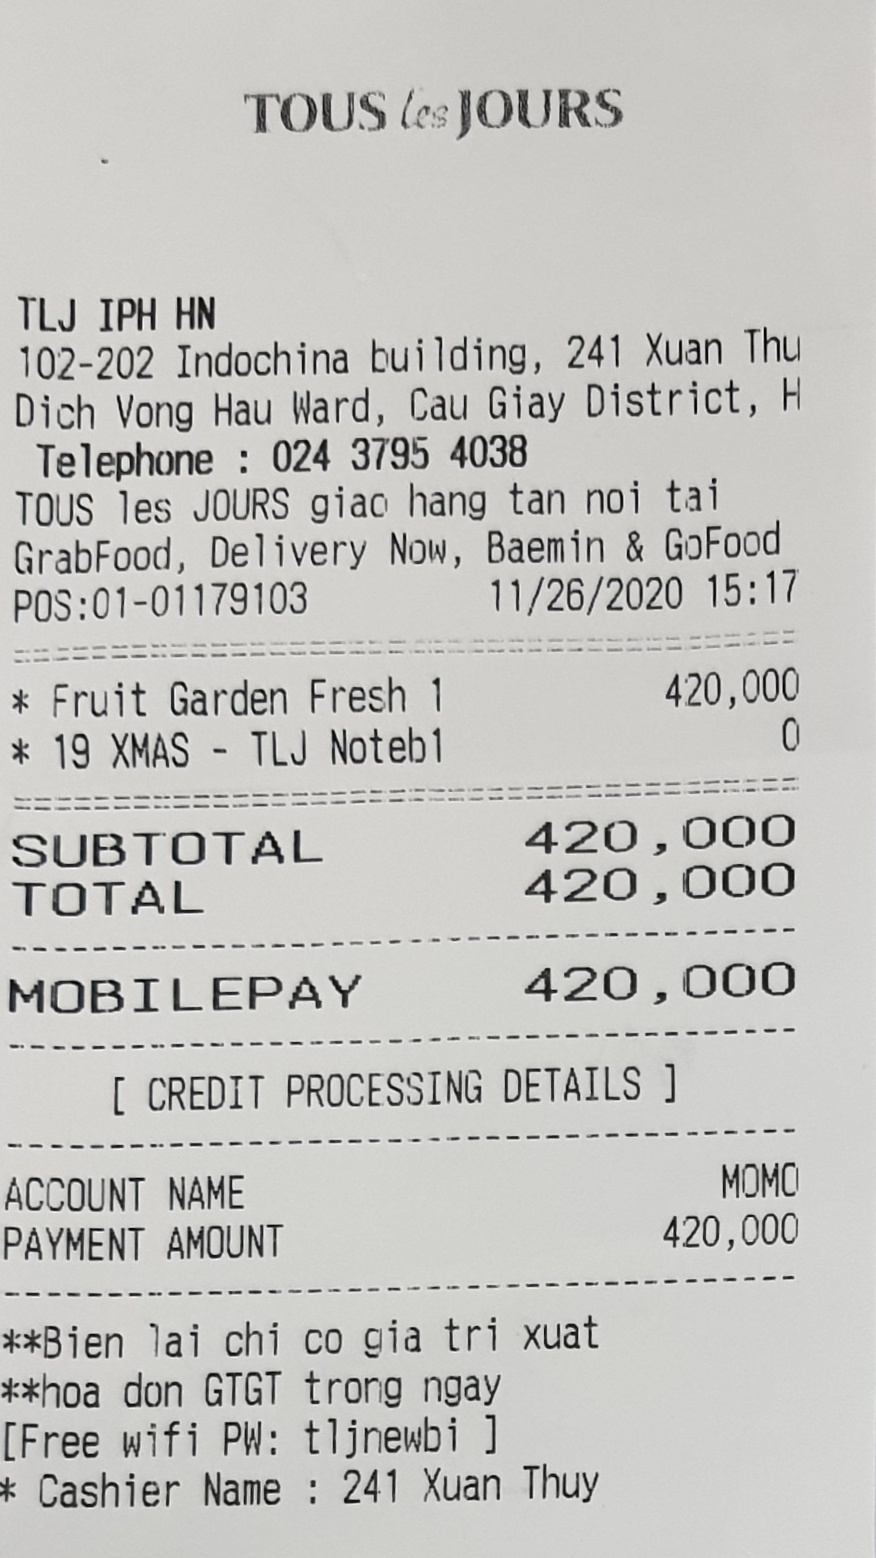 TOUS les JOURS
TLJ IPH HN
102-202 Indochina building, 241 Xuan Thu
Dich Vong Hau Ward, Cau Giay District, H
Telephone : 024 3795 4038
TOUS les JOURS giao hang tan noi tai
GrabFood, Delivery Now, Baemin & GoFood
POS:01-01179103 11/26/2020 15:17
* Fruit Garden Fresh 1 420,000
* 19 XMAS - TLJ Noteb1 0
SUBTOTAL 420,000
TOTAL 420,000
MOBILEPAY 420,000
[ CREDIT PROCESSING DETAILS ]
ACCOUNT NAME MOMO
PAYMENT AMOUNT 420,000
**Bien lai chi co gia tri xuat
**hoa don GTGT trong ngay
[Free wifi PW: tljnewbi ]
* Cashier Name : 241 Xuan Thuy